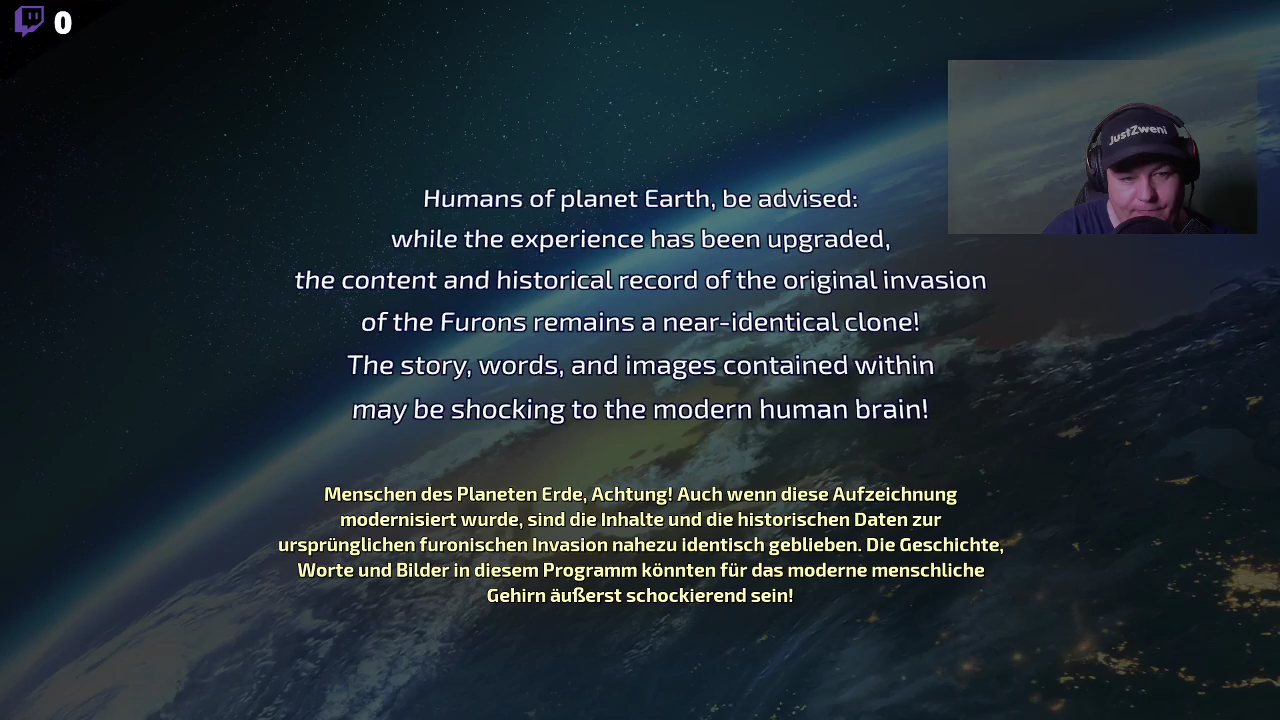 0
JustZweni
Humans of planet Earth, be advised:
while the experience has been upgraded,
the content and historical record of the original invasion
of the Furons remains a near-identical clone!
The story, words, and images contained within
may be shocking to the modern human brain!
Menschen des Planeten Erde, Achtung! Auch wenn diese Aufzeichnung
modernisiert wurde, sind die Inhalte und die historischen Daten zur
ursprünglichen furonischen Invasion nahezu identisch geblieben. Die Geschichte,
Worte und Bilder in diesem Programm könnten für das moderne menschliche
Gehirn äußerst schockierend sein!